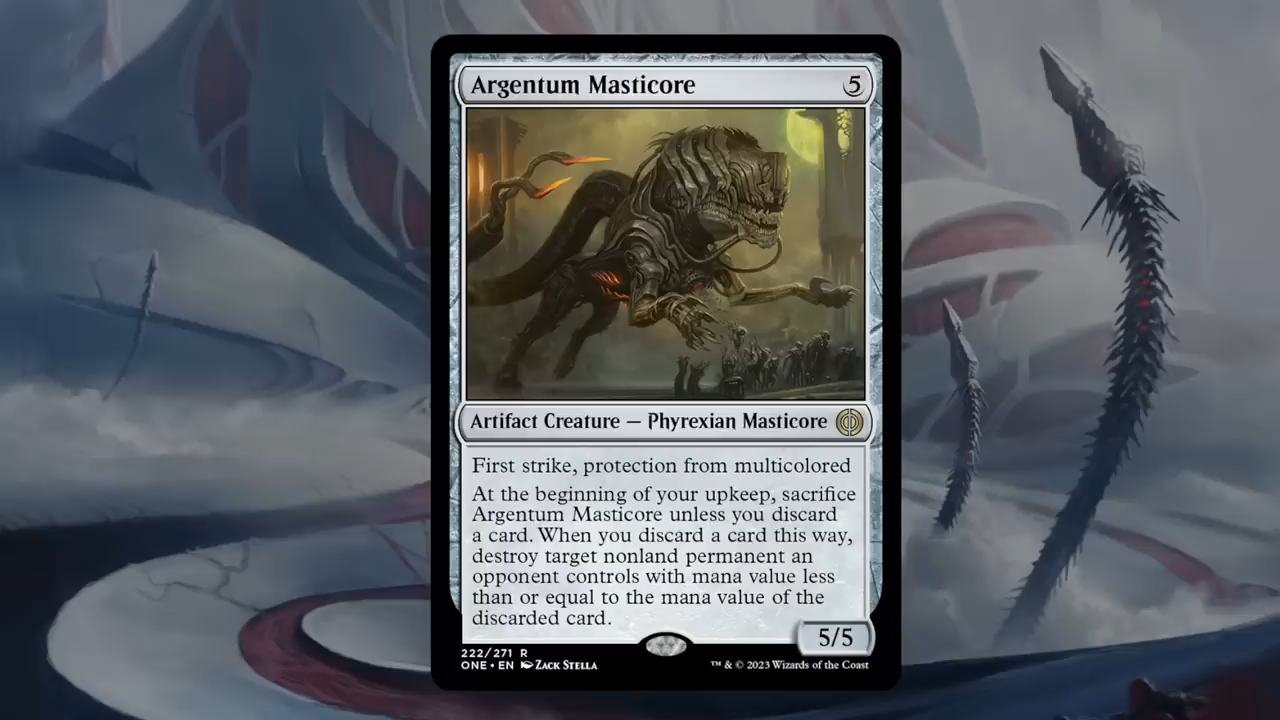 Argentum Masticore 5
Artifact Creature — Phyrexian Masticore
First strike, protection from multicolored
At the beginning of your upkeep, sacrifice
Argentum Masticore unless you discard
a card. When you discard a card this way,
destroy target nonland permanent an
opponent controls with mana value less
than or equal to the mana value of the
discarded card.
5/5
222/271 R
ONE • EN ZACK STELLA
™ & © 2023 Wizards of the Coast